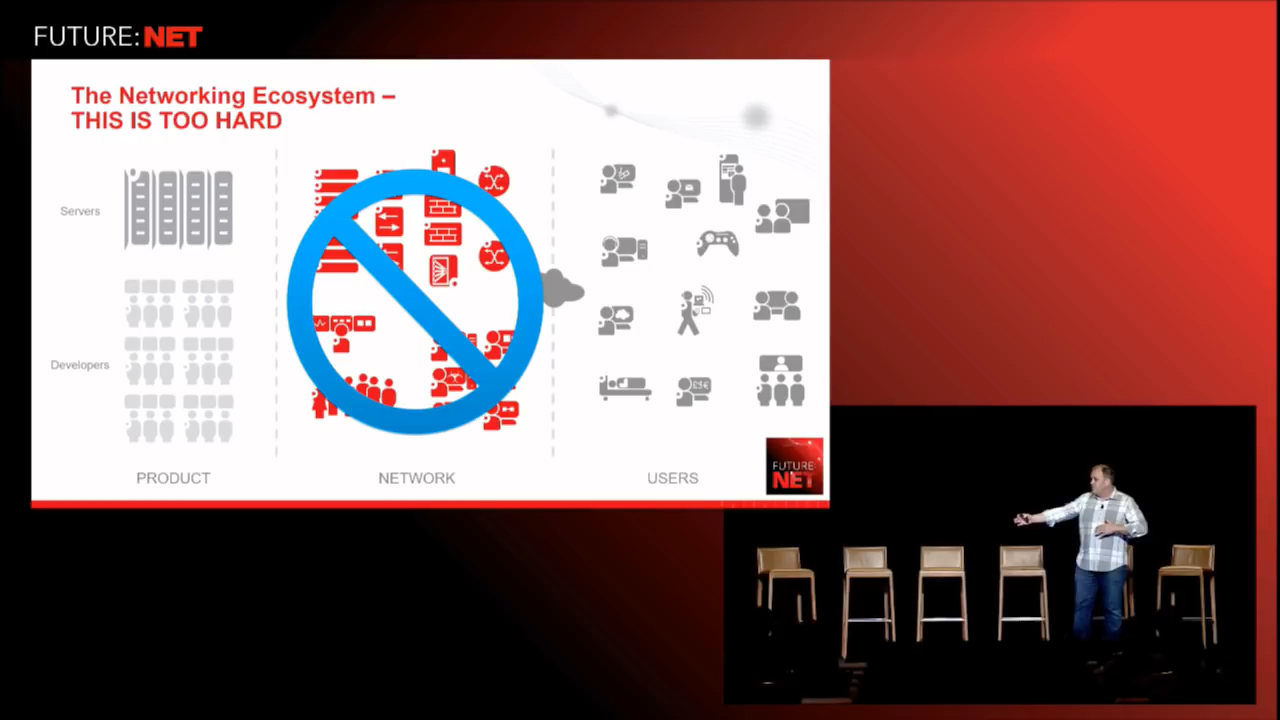 FUTURE:NET
The Networking Ecosystem –
THIS IS TOO HARD
Servers
Developers
PRODUCT
NETWORK
USERS
FUTURE
NET